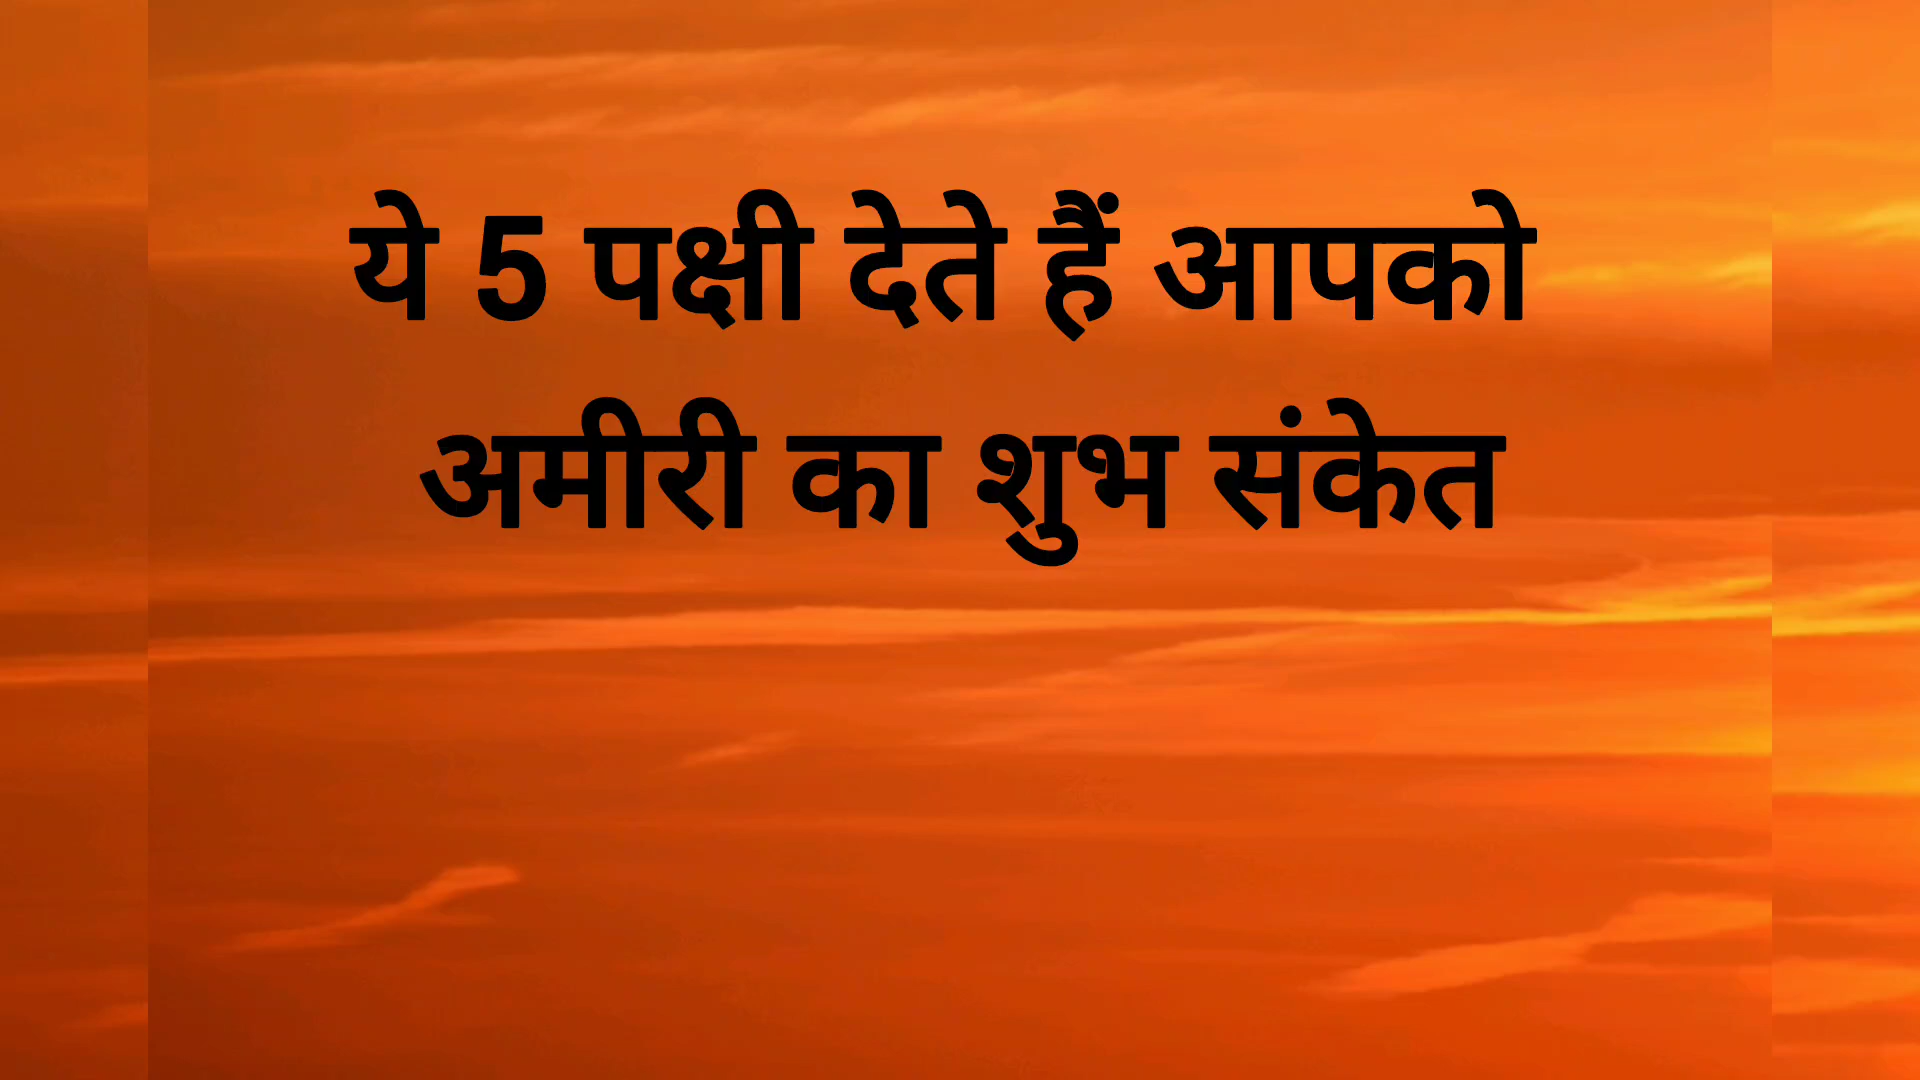 ये 5 पक्षी देते हैं आपको
अमीरी का शुभ संकेत